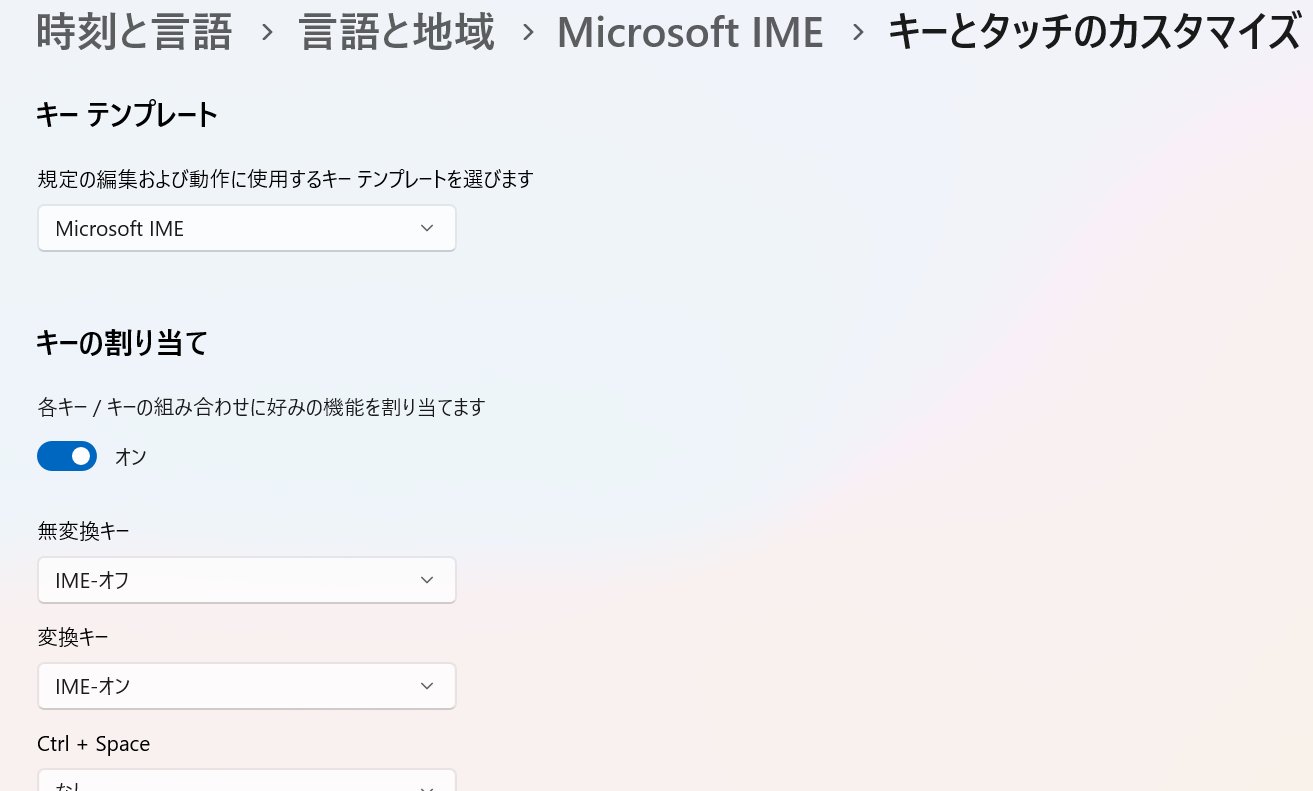 時刻と言語 › 言語と地域 › Microsoft IME › キーとタッチのカスタマイズ
キー テンプレート
規定の編集および動作に使用するキー テンプレートを選びます
Microsoft IME
キーの割り当て
各キー / キーの組み合わせに好みの機能を割り当てます
オン
無変換キー
IME-オフ
変換キー
IME-オン
Ctrl + Space
なし